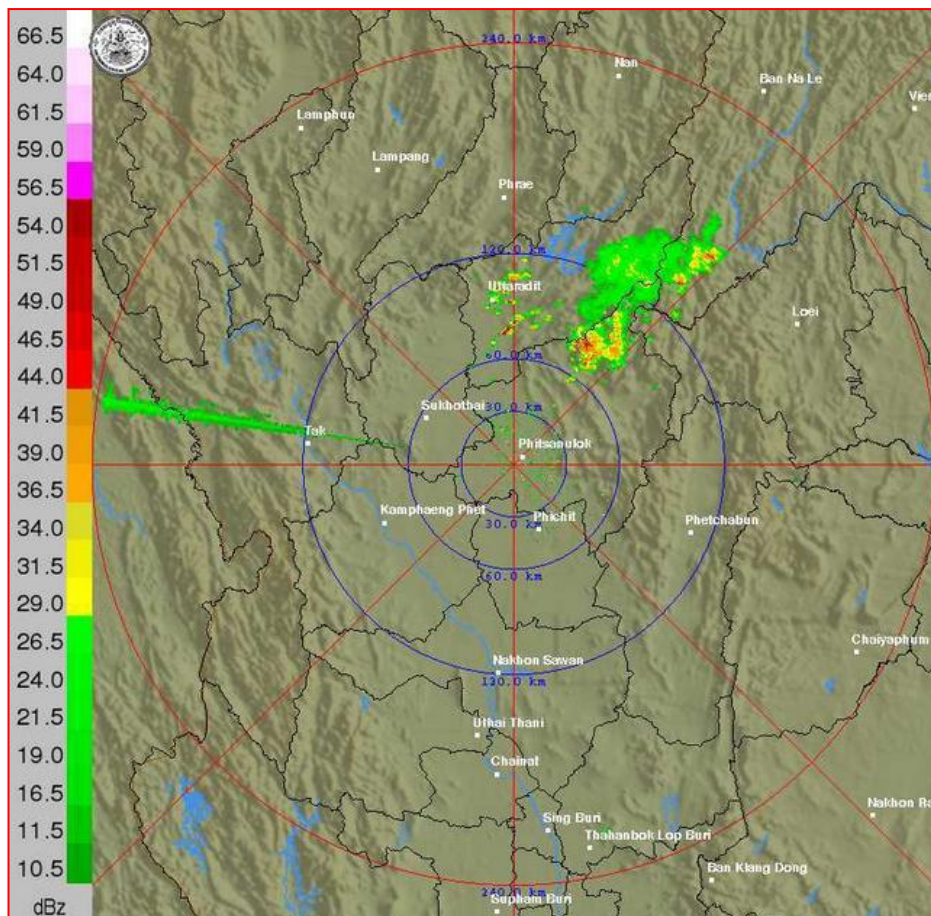 66.5
64.0
61.5
59.0
56.5
54.0
51.5
49.0
46.5
44.0
41.5
39.0
36.5
34.0
31.5
29.0
26.5
24.0
21.5
19.0
16.5
11.5
10.5
dBz
240.0 km
Nan
Ban Na Le
Lamphun
Lampang
Phrae
120.0 km
Uttaradit
Loei
60.0 km
Sukhothai
30.0 km
Tak
Phitsanulok
Kamphaeng Phet
30.0 km
Phichit
Phetchabun
60.0 km
Chaiyaphum
Nakhon Sawan
120.0 km
Uthai Thani
Chainat
Nakhon Ra
Sing Buri
Thahanbok Lop Buri
Ban Klang Dong
240.0 km
Supham Buri